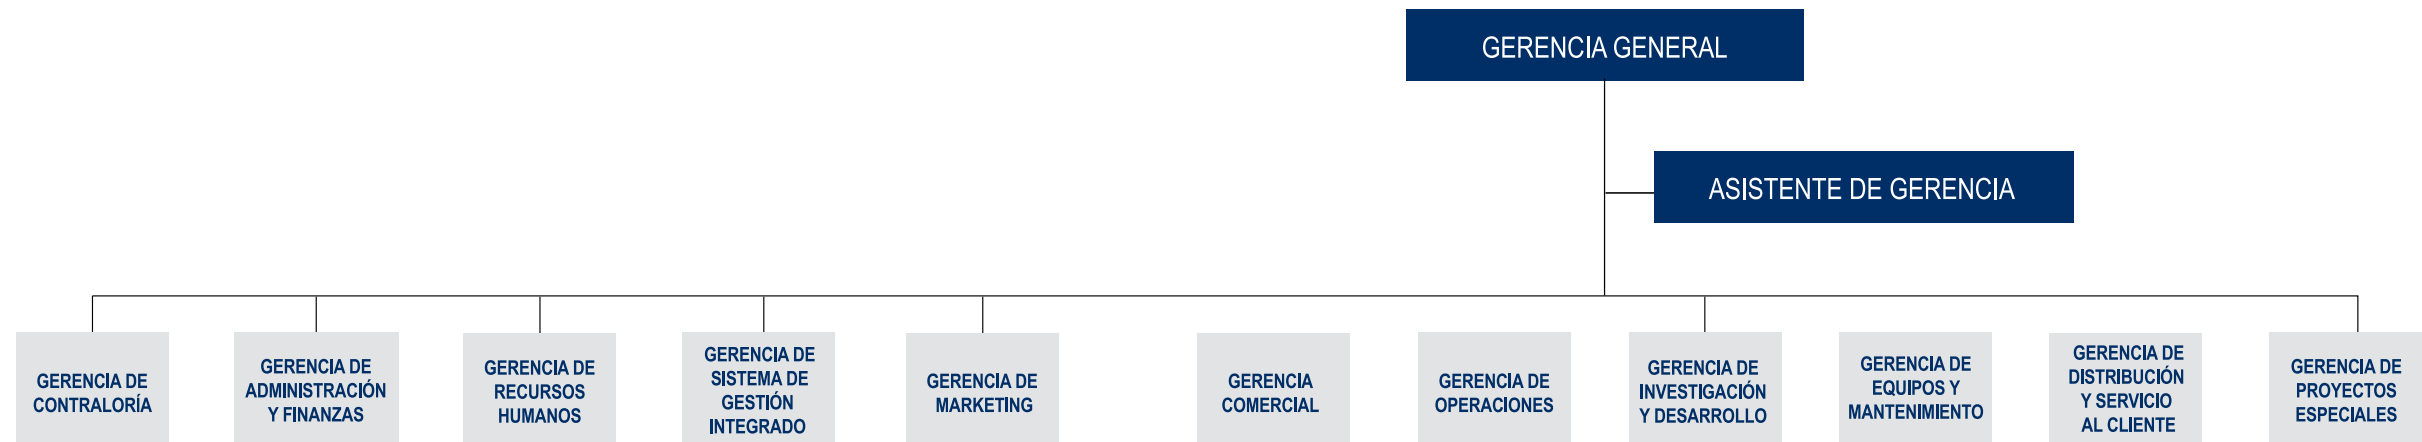 GERENCIA GENERAL
ASISTENTE DE GERENCIA
GERENCIA DE
CONTRALORÍA
GERENCIA DE
ADMINISTRACIÓN
Y FINANZAS
GERENCIA DE
RECURSOS
HUMANOS
GERENCIA DE
SISTEMA DE
GESTIÓN
INTEGRADO
GERENCIA DE
MARKETING
GERENCIA
COMERCIAL
GERENCIA DE
OPERACIONES
GERENCIA DE
INVESTIGACIÓN
Y DESARROLLO
GERENCIA DE
EQUIPOS Y
MANTENIMIENTO
GERENCIA DE
DISTRIBUCIÓN
Y SERVICIO
AL CLIENTE
GERENCIA DE
PROYECTOS
ESPECIALES